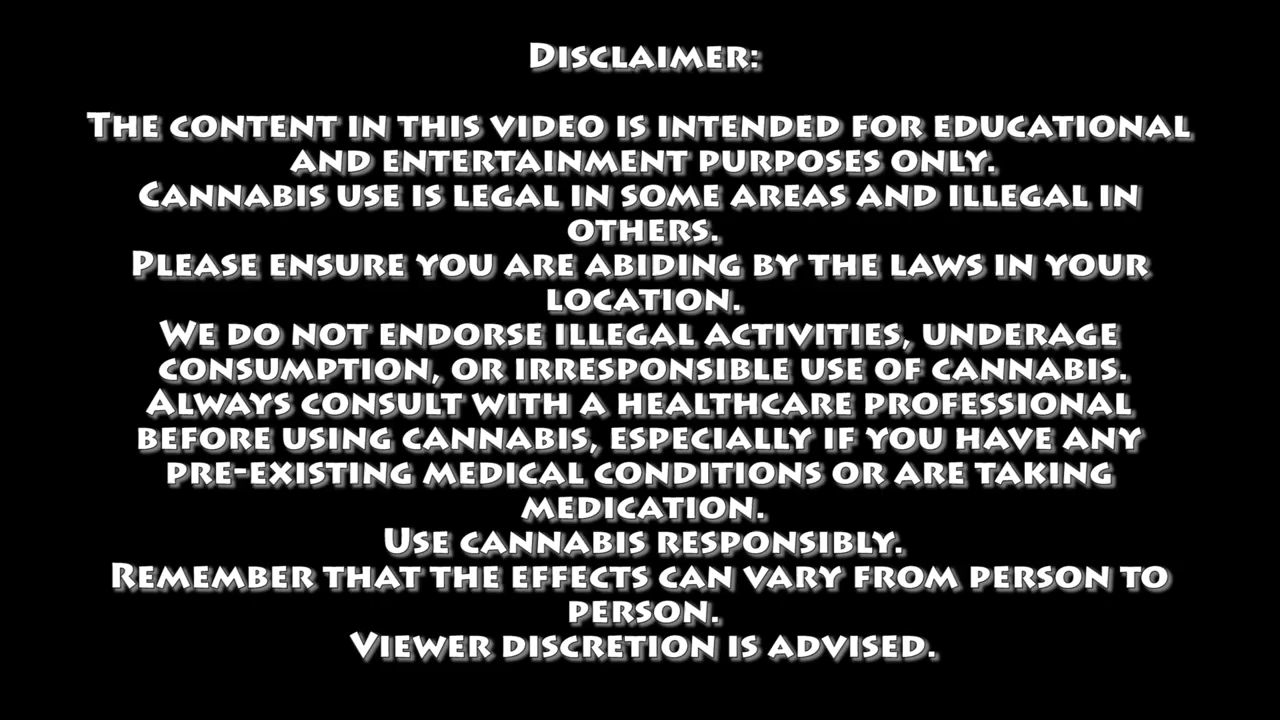 Disclaimer:
The content in this video is intended for educational
and entertainment purposes only.
Cannabis use is legal in some areas and illegal in
others.
Please ensure you are abiding by the laws in your
location.
We do not endorse illegal activities, underage
consumption, or irresponsible use of cannabis.
Always consult with a healthcare professional
before using cannabis, especially if you have any
pre-existing medical conditions or are taking
medication.
Use cannabis responsibly.
Remember that the effects can vary from person to
person.
Viewer discretion is advised.